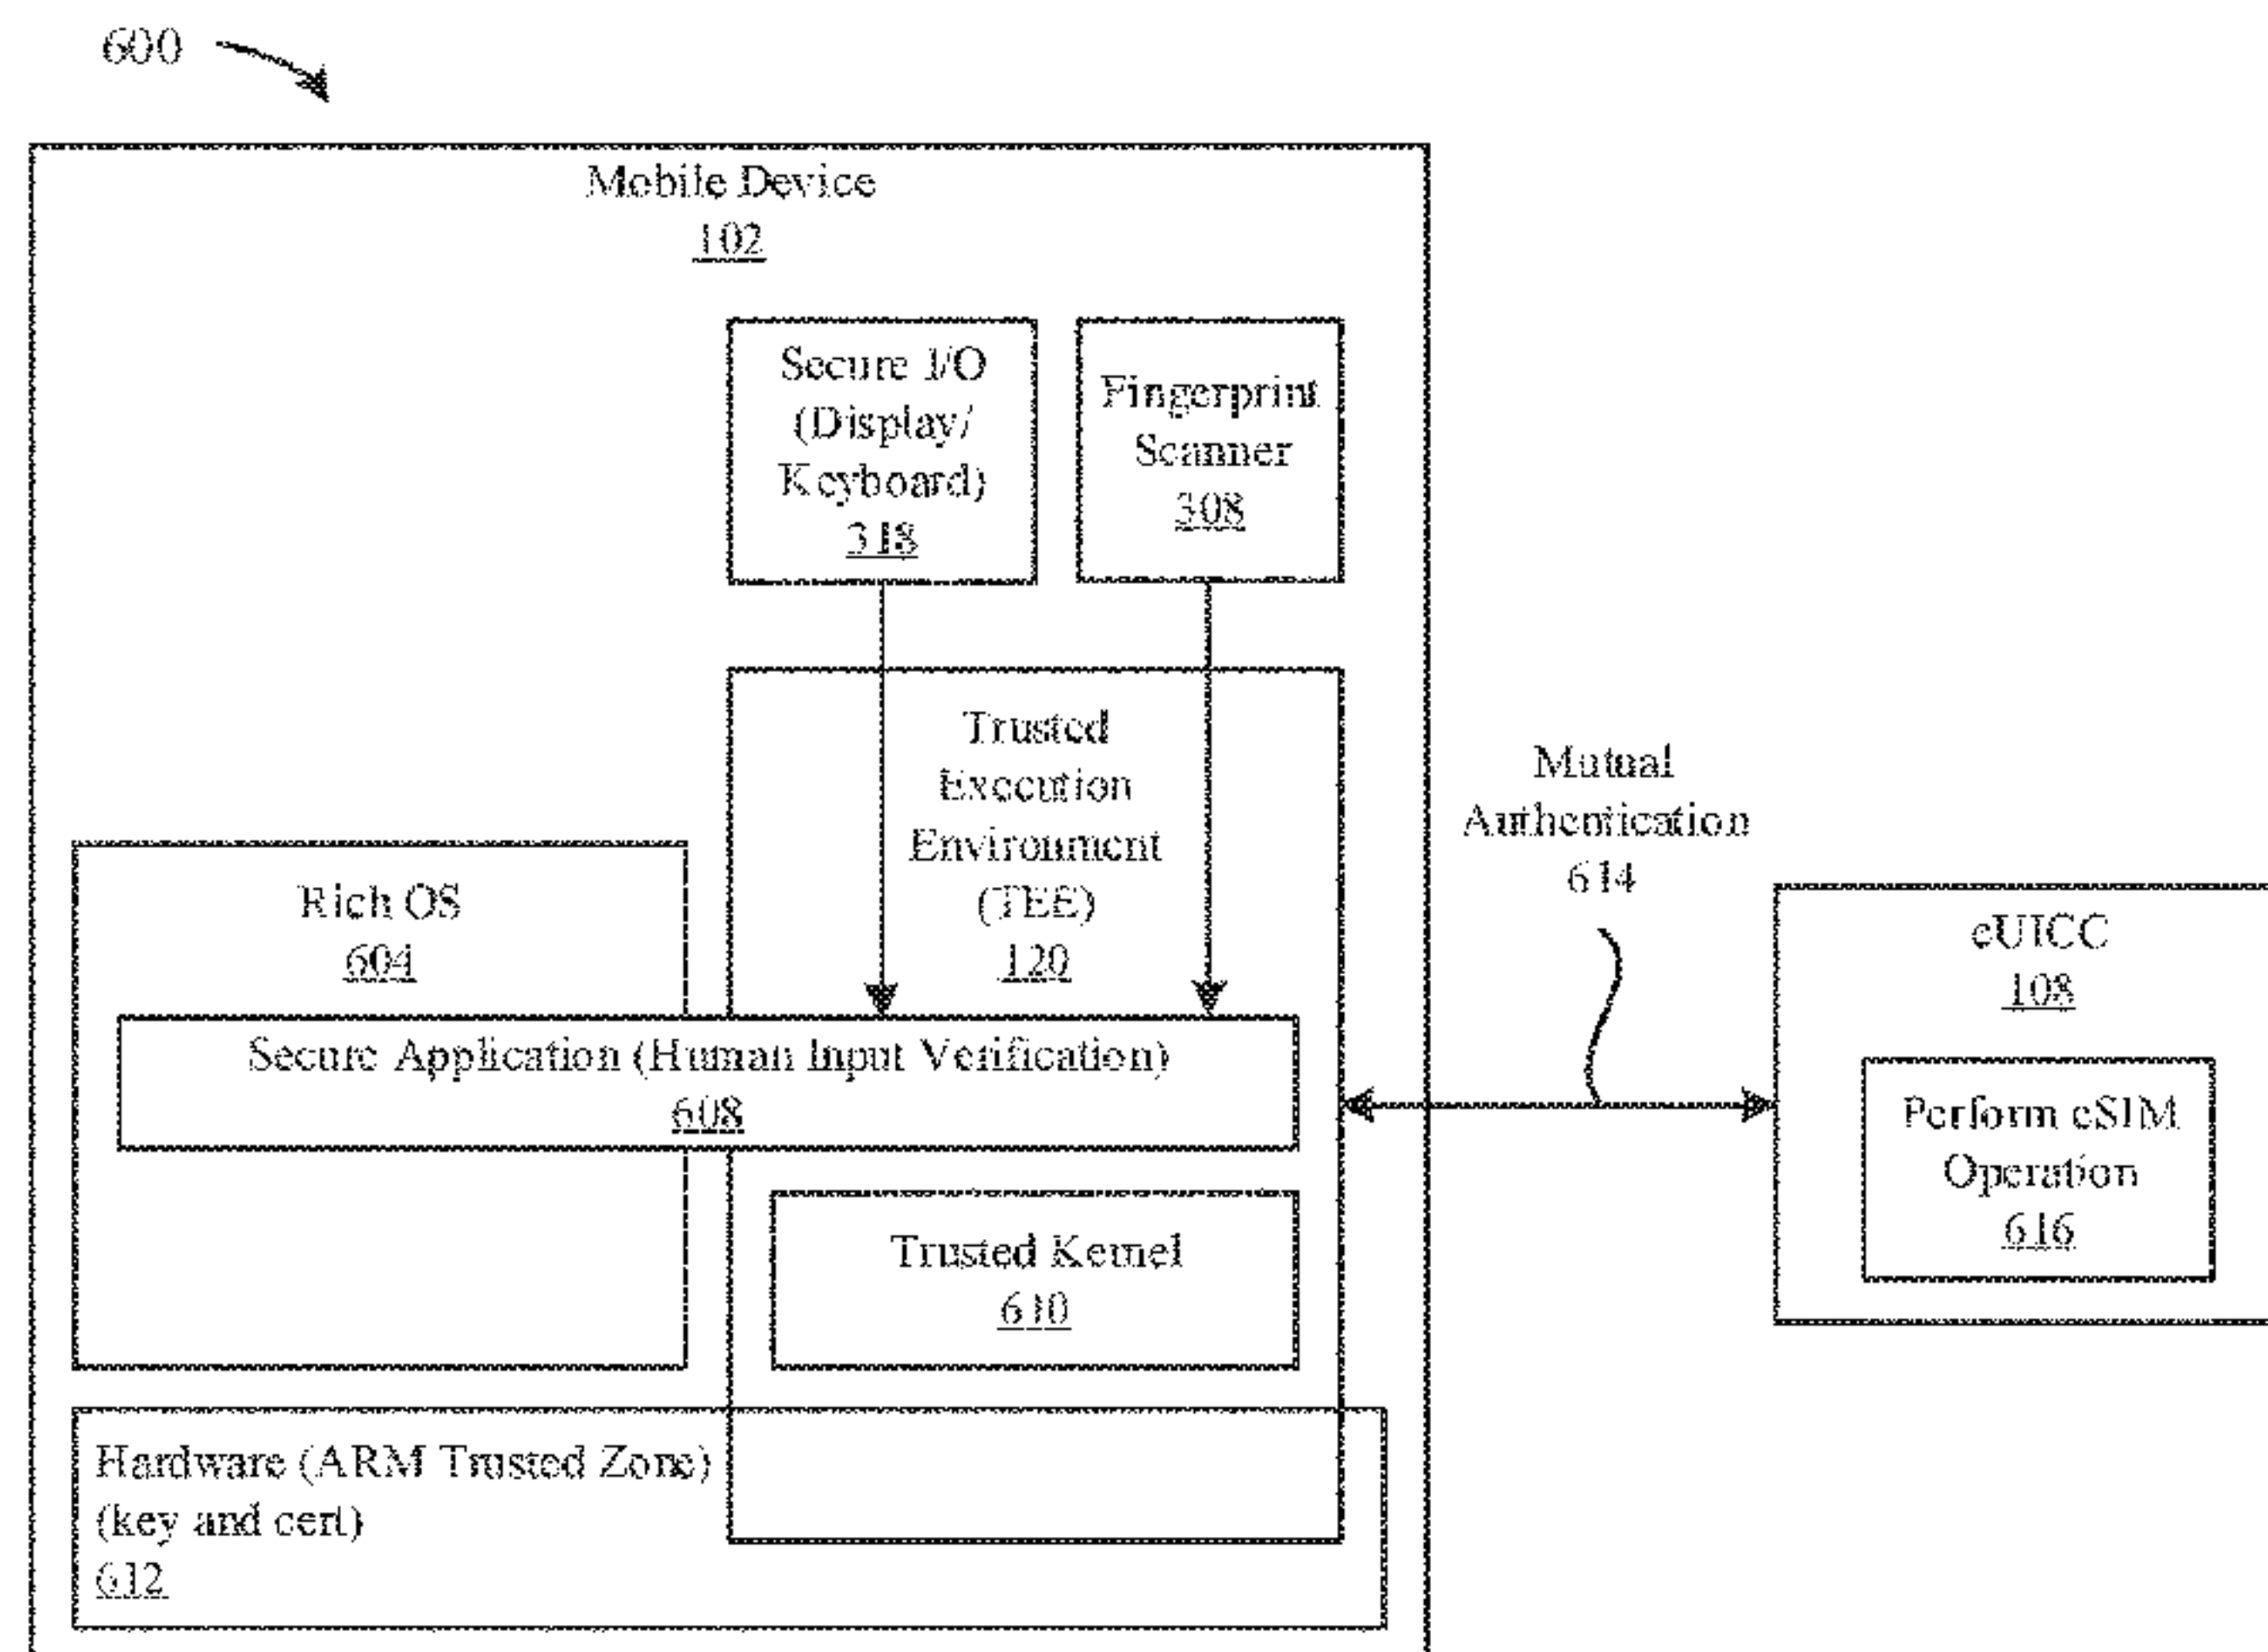 600
Mobile Device
102
Secure I/O
(Display/
Keyboard)
318
Fingerprint
Scanner
308
Trusted
Execution
Environment
(TEE)
120
Rich OS
604
Secure Application (Human Input Verification)
608
Trusted Kernel
610
Hardware (ARM Trusted Zone)
(key and cert)
612
Mutual
Authentication
614
eUICC
108
Perform eSIM
Operation
616